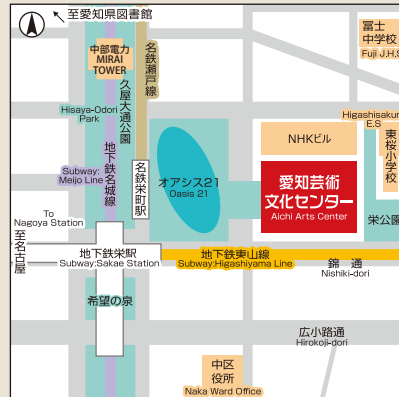 至愛知県図書館
中部電力
MIRAI
TOWER
名鉄瀬戸線
久屋大通公園
Hisaya-Odori
Park
冨士
中学校
Fuji J.H.S
Higashisakur
E.S
東桜小学校
NHKビル
地下鉄名城線
Subway:
Meijo Line
名鉄栄町駅
オアシス21
Oasis 21
愛知芸術
文化センター
Aichi Arts Center
栄公園
To
Nagoya Station
至名古屋
地下鉄栄駅
Subway:Sakae Station
地下鉄東山線
Subway:Higashiyama Line
錦通
Nishiki-dori
希望の泉
広小路通
Hirokoji-dori
中区
役所
Naka Ward Office